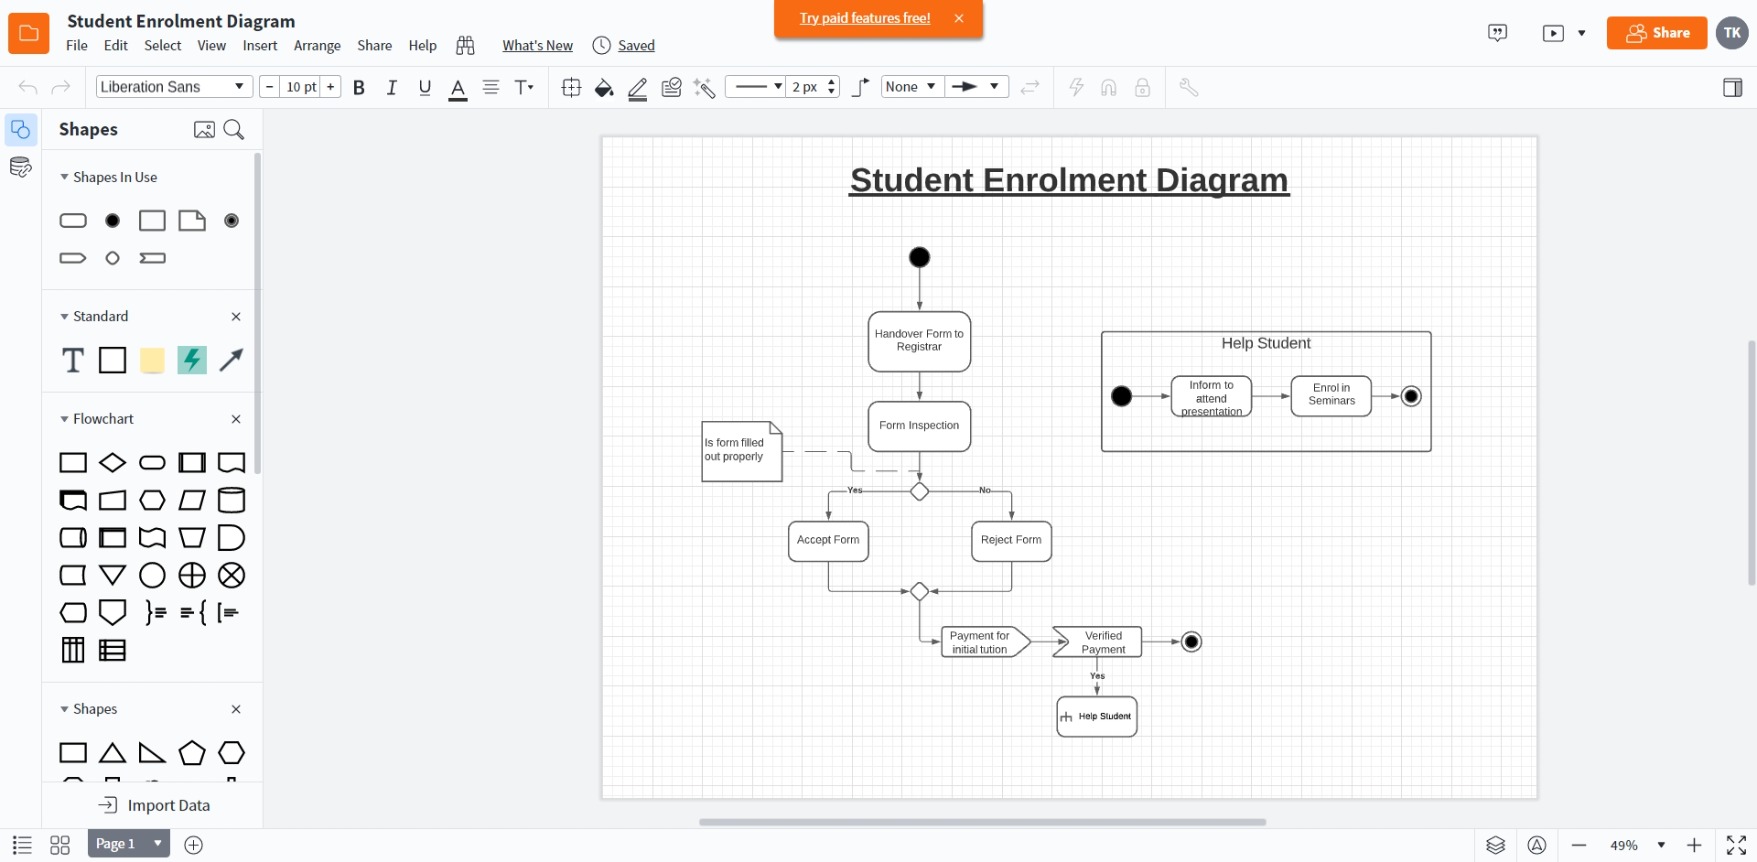 Student Enrolment Diagram
Try paid features free!
File Edit Select View Insert Arrange Share Help What's New Saved
Share
TK
Liberation Sans
10 pt
B I U A T
2 px
None
Shapes
Shapes In Use
Standard
T
Flowchart
Shapes
Import Data
Page 1
49%
Student Enrolment Diagram
Handover Form to
Registrar
Help Student
Inform to
attend
presentation
Enrol in
Seminars
Form Inspection
Is form filled
out properly
Yes
No
Accept Form
Reject Form
Payment for
initial tution
Verified
Payment
Yes
Help Student